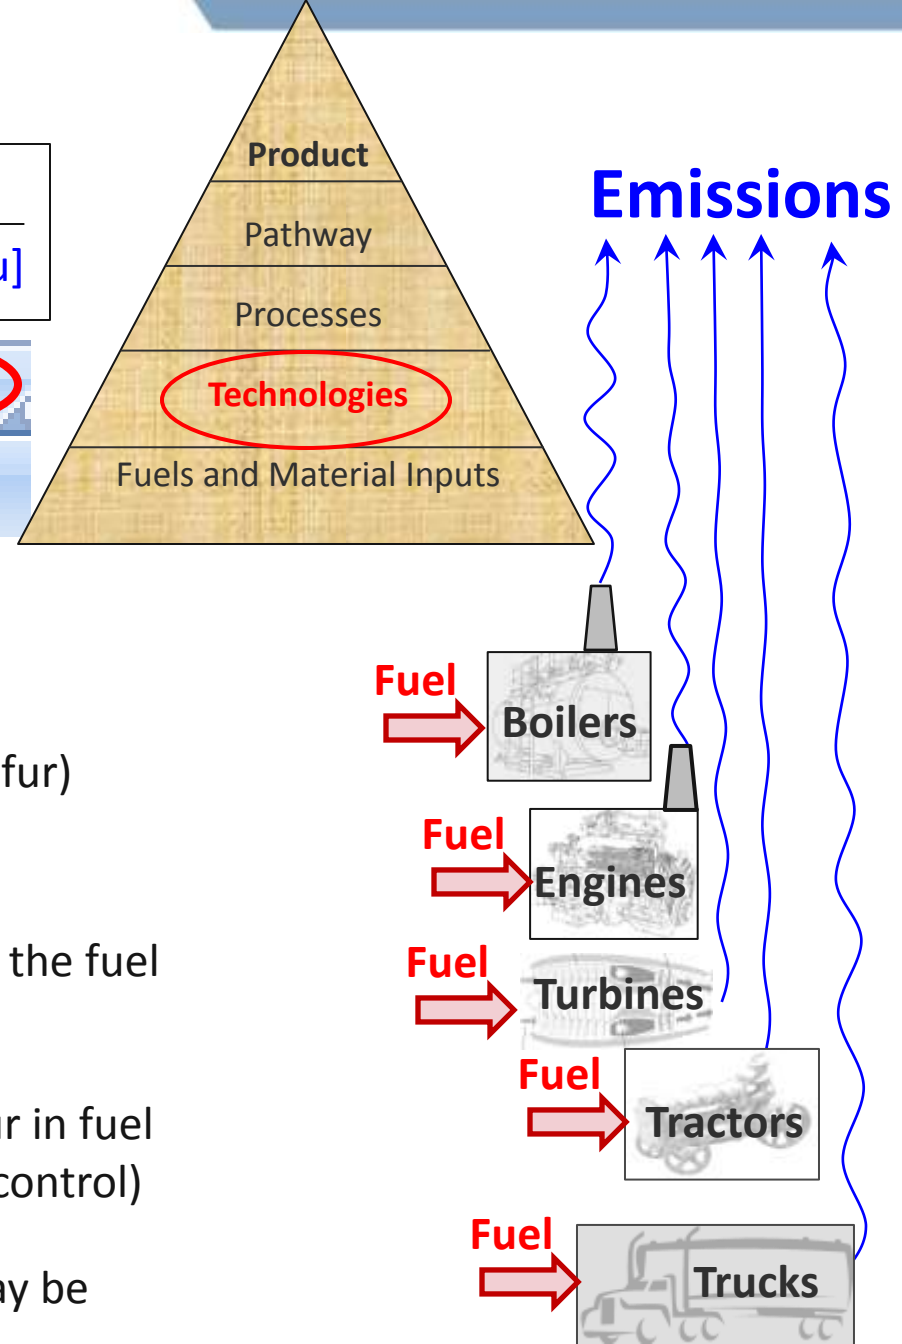 Product
Pathway
Processes
Technologies
Fuels and Material Inputs
Emissions
u]
fur)
the fuel
r in fuel
control)
ay be
Fuel
Boilers
Fuel
Engines
Fuel
Turbines
Fuel
Tractors
Fuel
Trucks